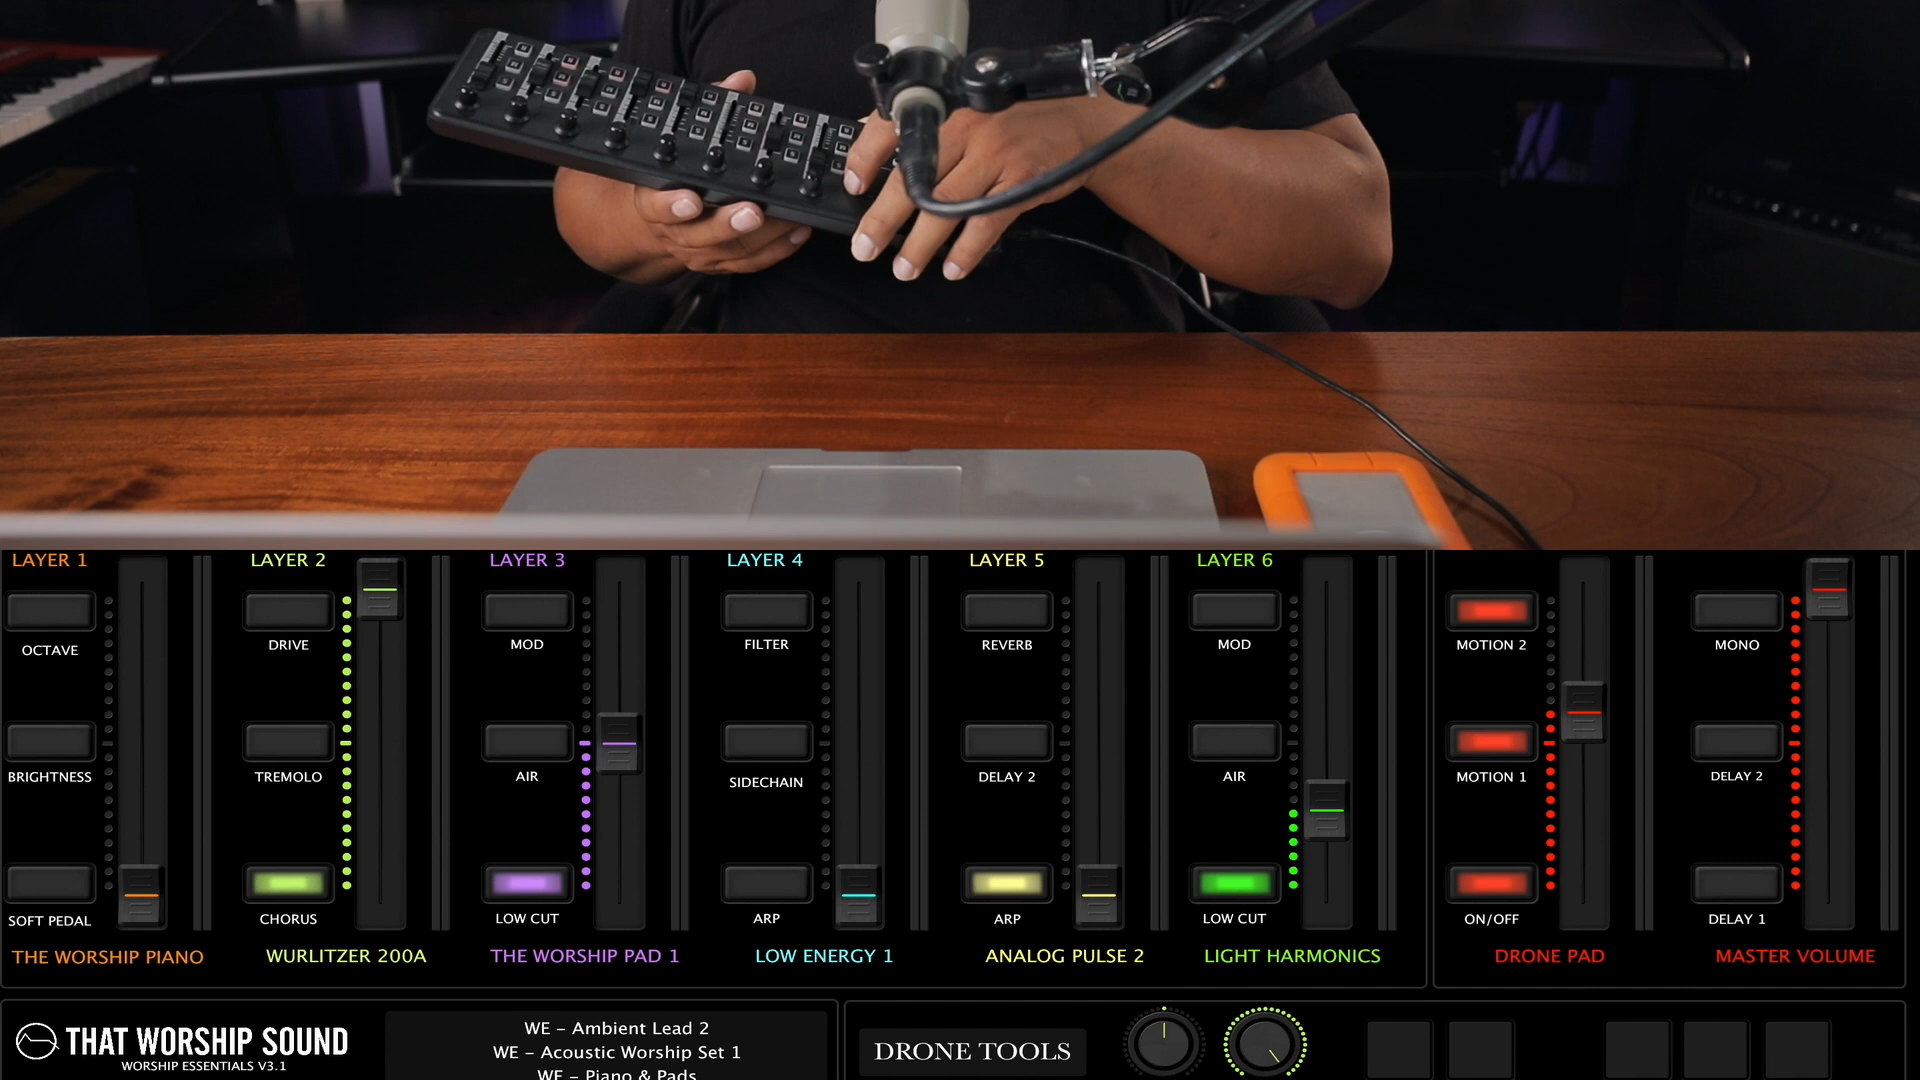 LAYER 1
LAYER 2
LAYER 3
LAYER 4
LAYER 5
LAYER 6
OCTAVE
DRIVE
MOD
FILTER
REVERB
MOD
MOTION 2
MONO
BRIGHTNESS
TREMOLO
AIR
SIDECHAIN
DELAY 2
AIR
MOTION 1
DELAY 2
SOFT PEDAL
CHORUS
LOW CUT
ARP
ARP
LOW CUT
ON/OFF
DELAY 1
THE WORSHIP PIANO
WURLITZER 200A
THE WORSHIP PAD 1
LOW ENERGY 1
ANALOG PULSE 2
LIGHT HARMONICS
DRONE PAD
MASTER VOLUME
THAT WORSHIP SOUND
WORSHIP ESSENTIALS V3.1
WE – Ambient Lead 2
WE – Acoustic Worship Set 1
WE – Piano & Pads
DRONE TOOLS